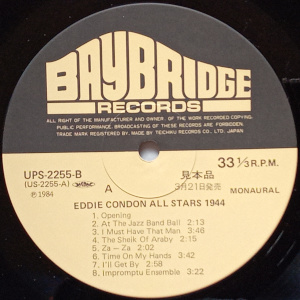 BAYBRIDGE
RECORDS
ALL RIGHT OF THE MANUFACTURER AND OWNER. OF THE WORK RECORDED COPYING.
PUBLIC PERFORMANCE. BROADCASTING OF THESE RECORDS ARE FORBIDDEN.
TRADE MARK REGISTERED BY. MADE BY TEICHIKU RECORDS CO., LTD. JAPAN
UPS-2255-B
(US-2255-A)
℗ 1984
A
見本品
3月21日発売
33⅓ R.P.M.
MONAURAL
EDDIE CONDON ALL STARS 1944
1. Opening
2. At The Jazz Band Ball 2:13
3. I Must Have That Man 3:46
4. The Sheik Of Araby 2:15
5. Za – Za 2:12
6. Time On My Hands 3:42
7. I'll Get By 2:38
8. Impromptu Ensemble 3:22